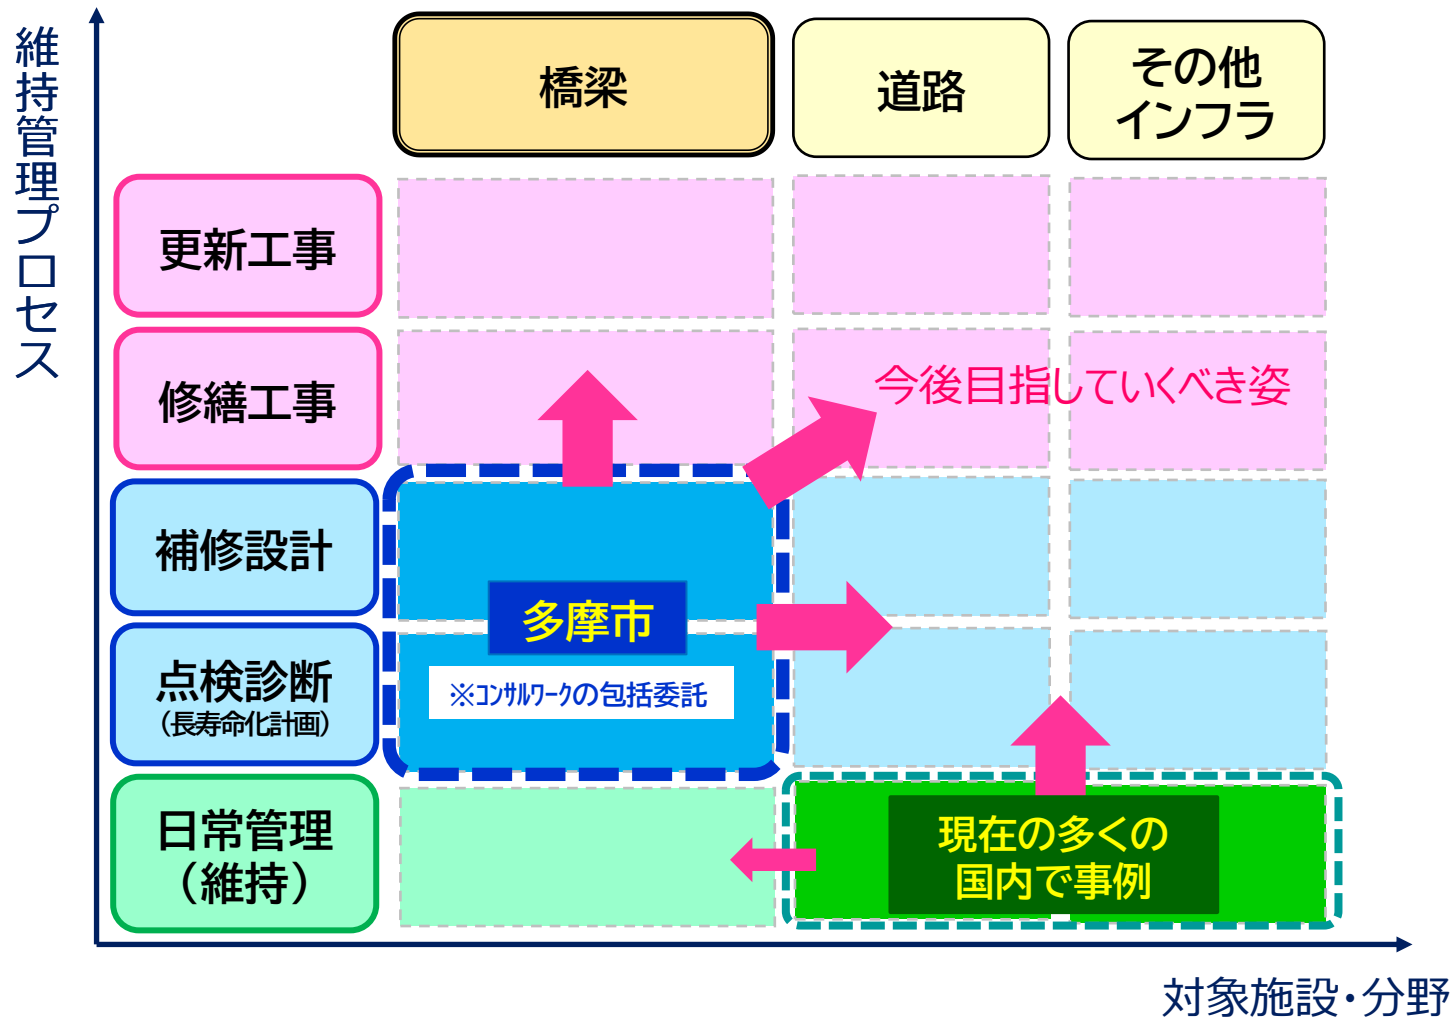 維持管理プロセス
橋梁
道路
その他
インフラ
更新工事
修繕工事
今後目指していくべき姿
補修設計
多摩市
※コンサルワークの包括委託
点検診断
（長寿命化計画）
日常管理
（維持）
現在の多くの
国内で事例
対象施設・分野